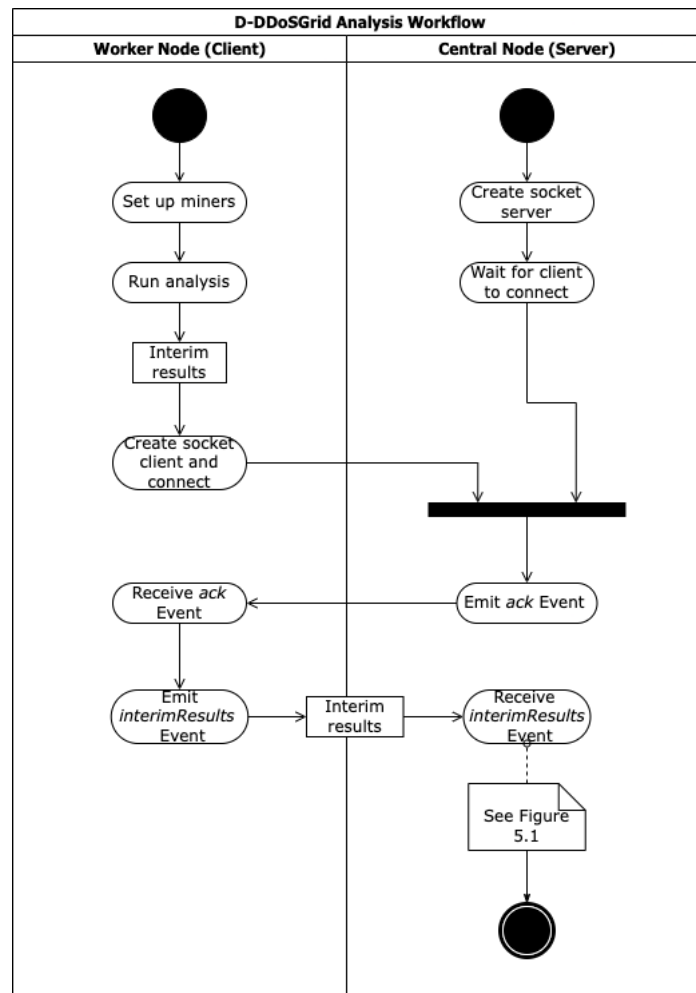 D-DDoSGrid Analysis Workflow
Worker Node (Client)
Central Node (Server)
Set up miners
Create socket
server
Run analysis
Wait for client
to connect
Interim
results
Create socket
client and
connect
Receive ack
Event
Emit ack Event
Emit
interimResults
Event
Interim
results
Receive
interimResults
Event
See Figure
5.1